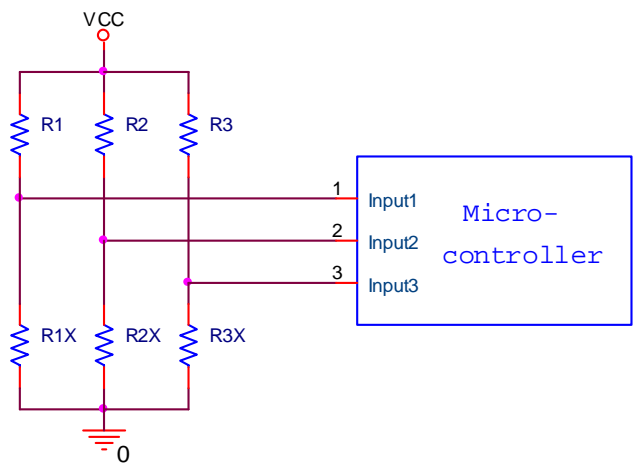 VCC
R1
R2
R3
1
Input1
2
Input2
3
Input3
Micro-
controller
R1X
R2X
R3X
0